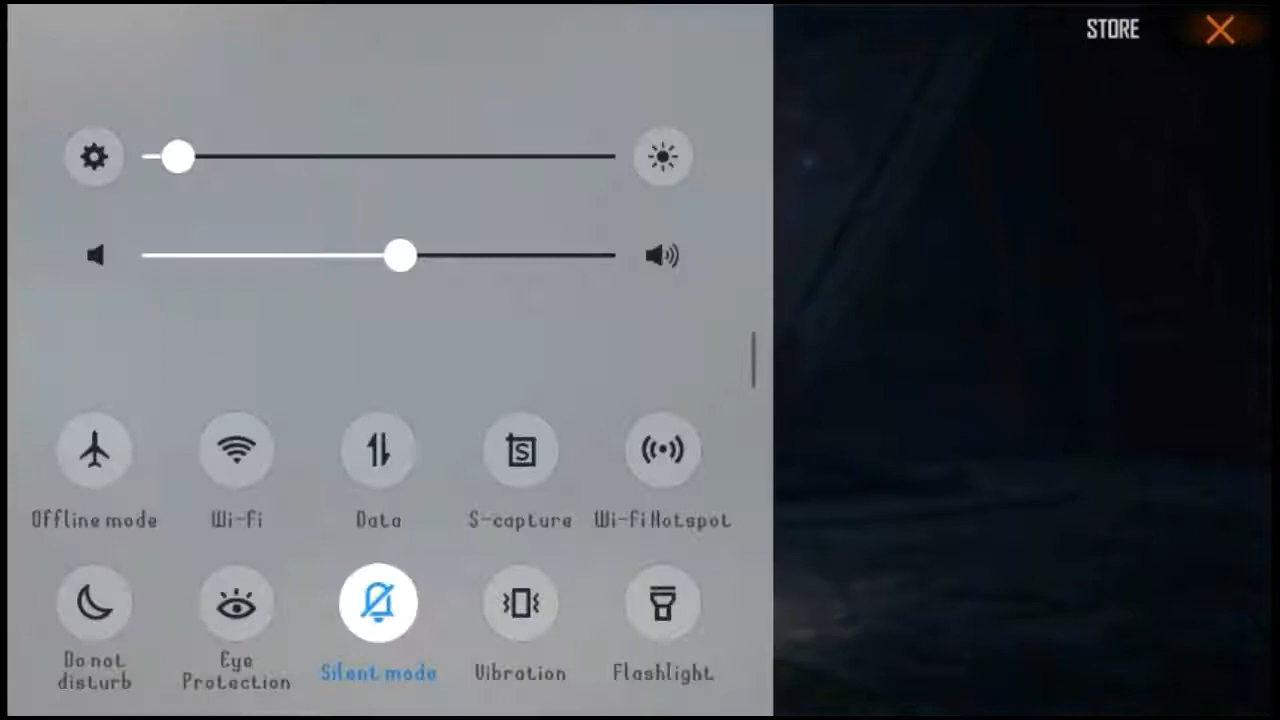 STORE
Offline mode
Wi-Fi
Data
S-capture
Wi-Fi Hotspot
Do not
disturb
Eye
Protection
Silent mode
Vibration
Flashlight